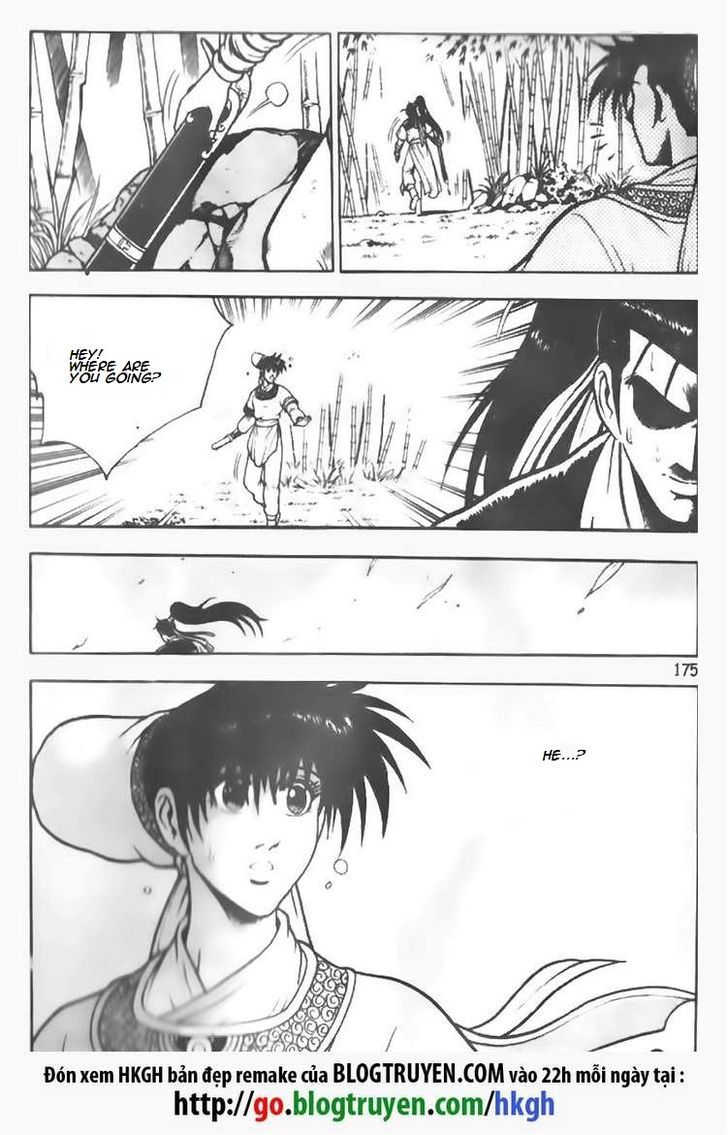 HEY!
WHERE ARE
YOU GOING?
175
HE...?
Đón xem HKGH bản đẹp remake của BLOGTRUYEN.COM vào 22h mỗi ngày tại :
http://go.blogtruyen.com/hkgh